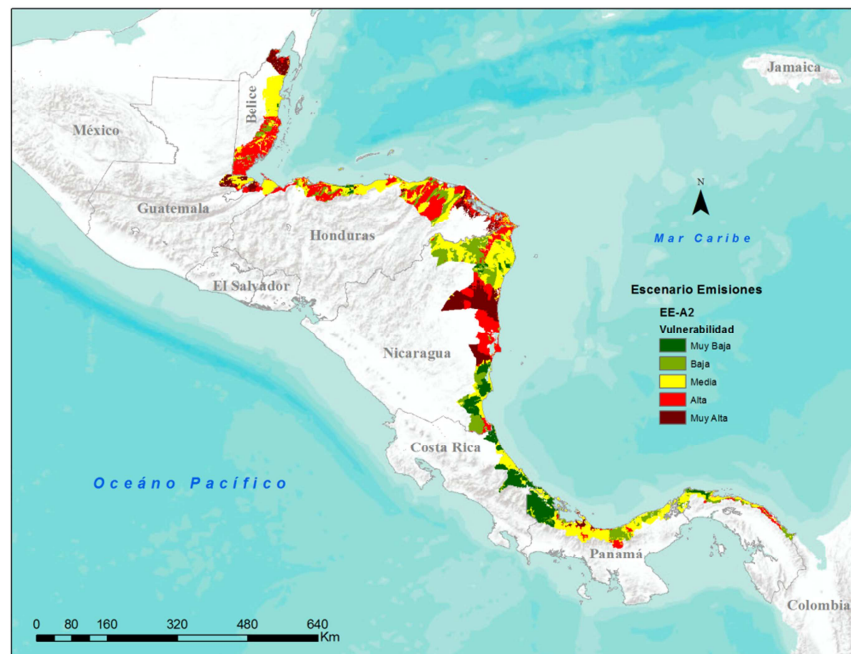 Jamaica
México
Belice
Guatemala
Honduras
N
Mar Caribe
El Salvador
Escenario Emisiones
EE-A2
Vulnerabilidad
Muy Baja
Baja
Media
Alta
Muy Alta
Nicaragua
Costa Rica
Oceáno Pacífico
Panamá
Colombia
0 40 80 160 320 480 640
Km